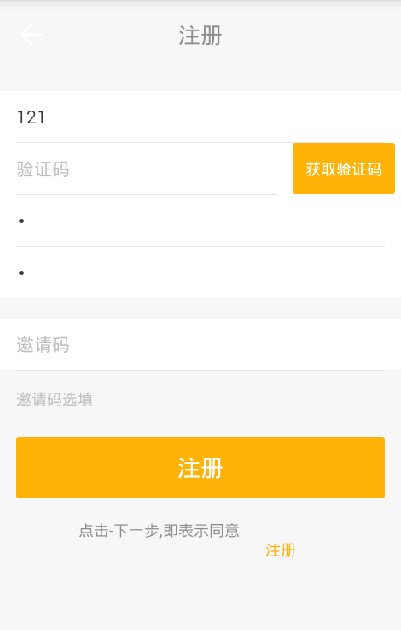 注册
121
验证码
获取验证码
•
•
邀请码
邀请码选填
注册
点击-下一步,即表示同意
注册